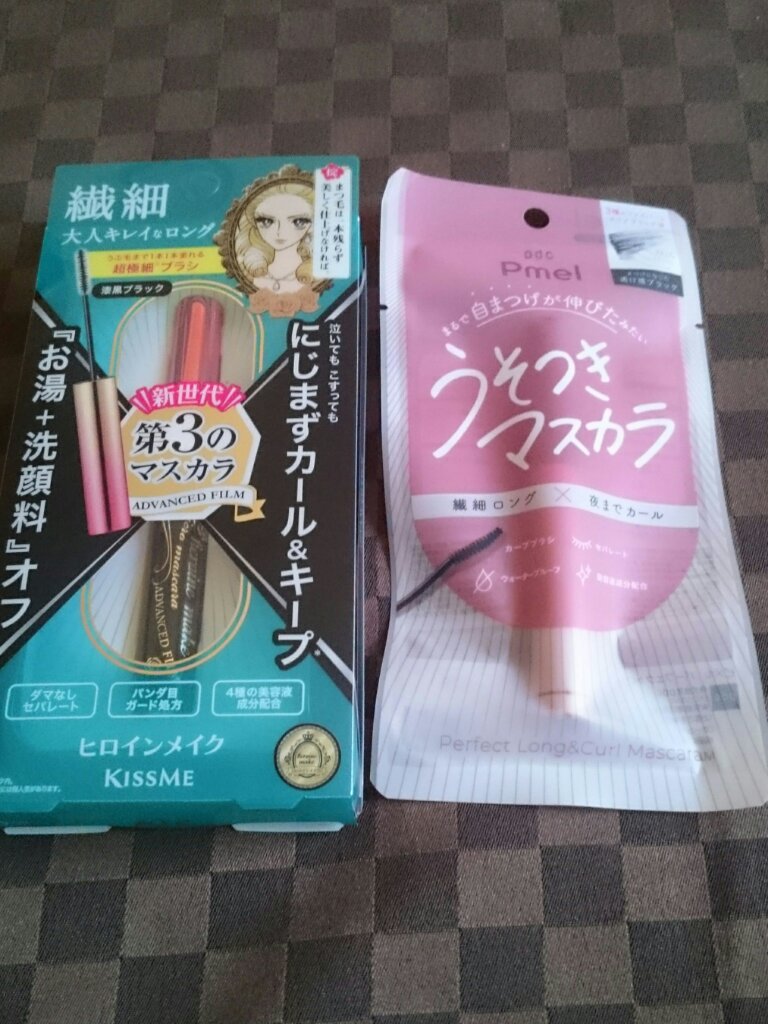 繊細
大人キレイなロング
うぶ毛まで1本1本塗れる
超極細*ブラシ
漆黒ブラック
掟
まつ毛は一本残らず
美しく仕上げなければ
『お湯+洗顔料』オフ
泣いても こすっても
にじまずカール&キープ*
新世代
第3の
マスカラ
ADVANCED FILM
ダマなし
セパレート
パンダ目
ガード処方
4種の美容液
成分配合
ヒロインメイク
KISSME
pdc
Pmel
まるで自まつげが伸びたみたい
うそつき
マスカラ
繊細ロング × 夜までカール
カーブブラシ
セパレート
ウォータープルーフ
美容液成分配合
Perfect Long&Curl Mascara